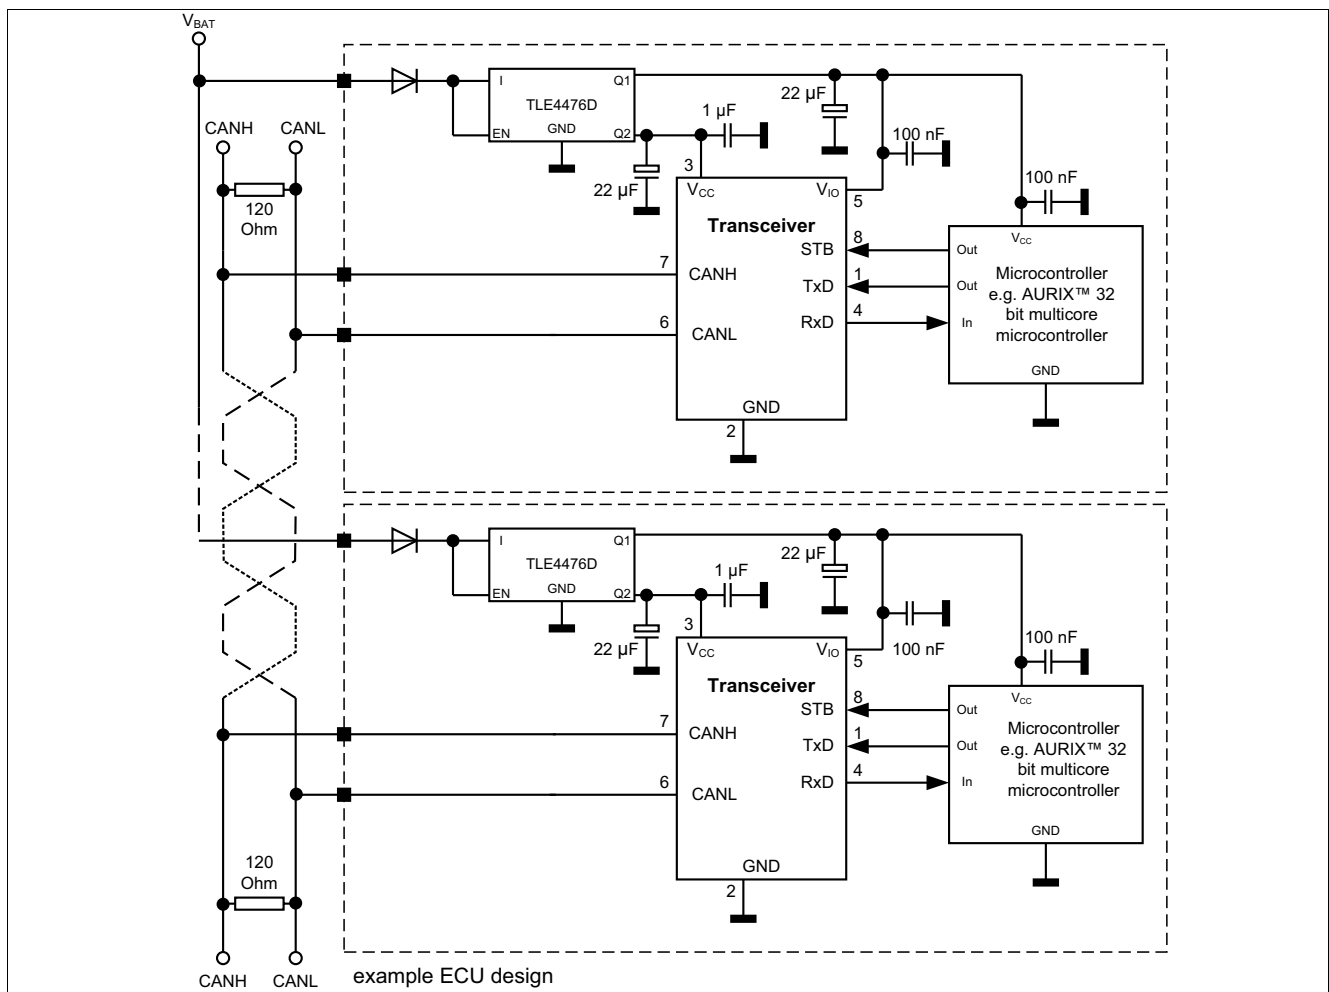 V_BAT
CANH CANL
120
Ohm
I Q1
TLE4476D
EN GND Q2
22 µF
1 µF
22 µF
100 nF
100 nF
3
V_CC V_IO
5
Transceiver
STB 8
TxD 1
RxD 4
7 CANH
6 CANL
GND
2
V_CC
Out
Out
In
Microcontroller
e.g. AURIX™ 32
bit multicore
microcontroller
GND
I Q1
TLE4476D
EN GND Q2
22 µF
1 µF
22 µF
100 nF
100 nF
3
V_CC V_IO
5
Transceiver
STB 8
TxD 1
RxD 4
7 CANH
6 CANL
GND
2
V_CC
Out
Out
In
Microcontroller
e.g. AURIX™ 32
bit multicore
microcontroller
GND
120
Ohm
CANH CANL
example ECU design